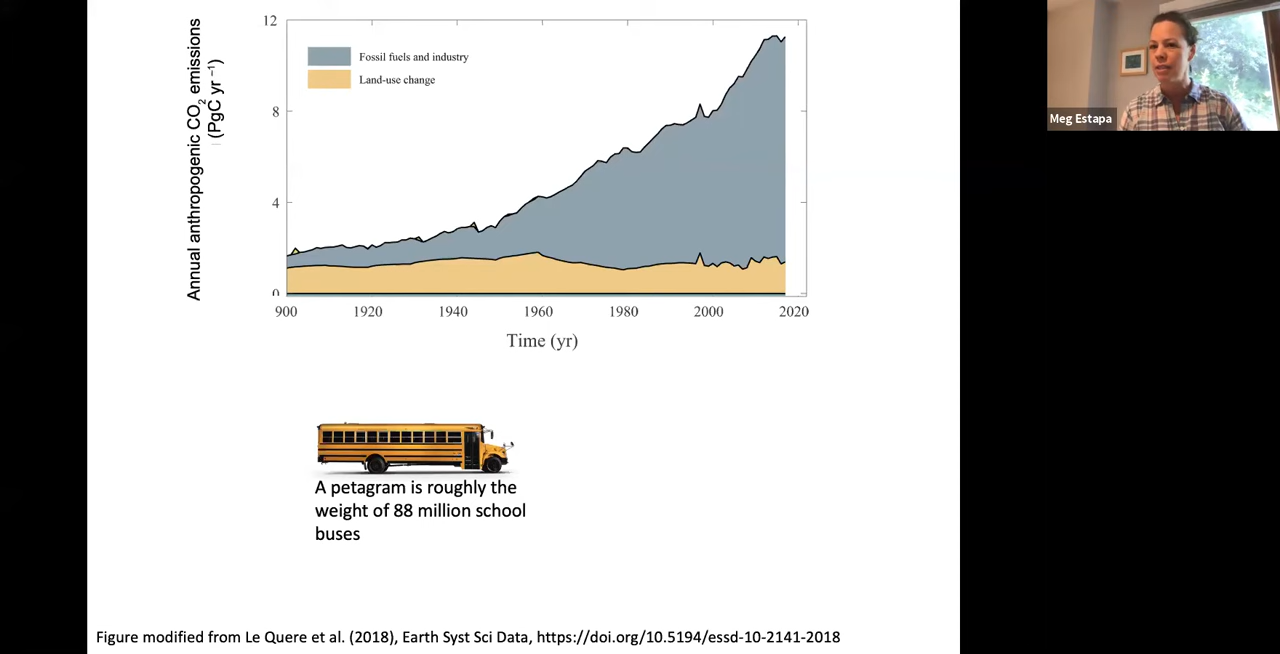 12
8
4
0
Annual anthropogenic CO2 emissions
(PgC yr−1)
Fossil fuels and industry
Land-use change
900 1920 1940 1960 1980 2000 2020
Time (yr)
Meg Estapa
A petagram is roughly the
weight of 88 million school
buses
Figure modified from Le Quere et al. (2018), Earth Syst Sci Data, https://doi.org/10.5194/essd-10-2141-2018